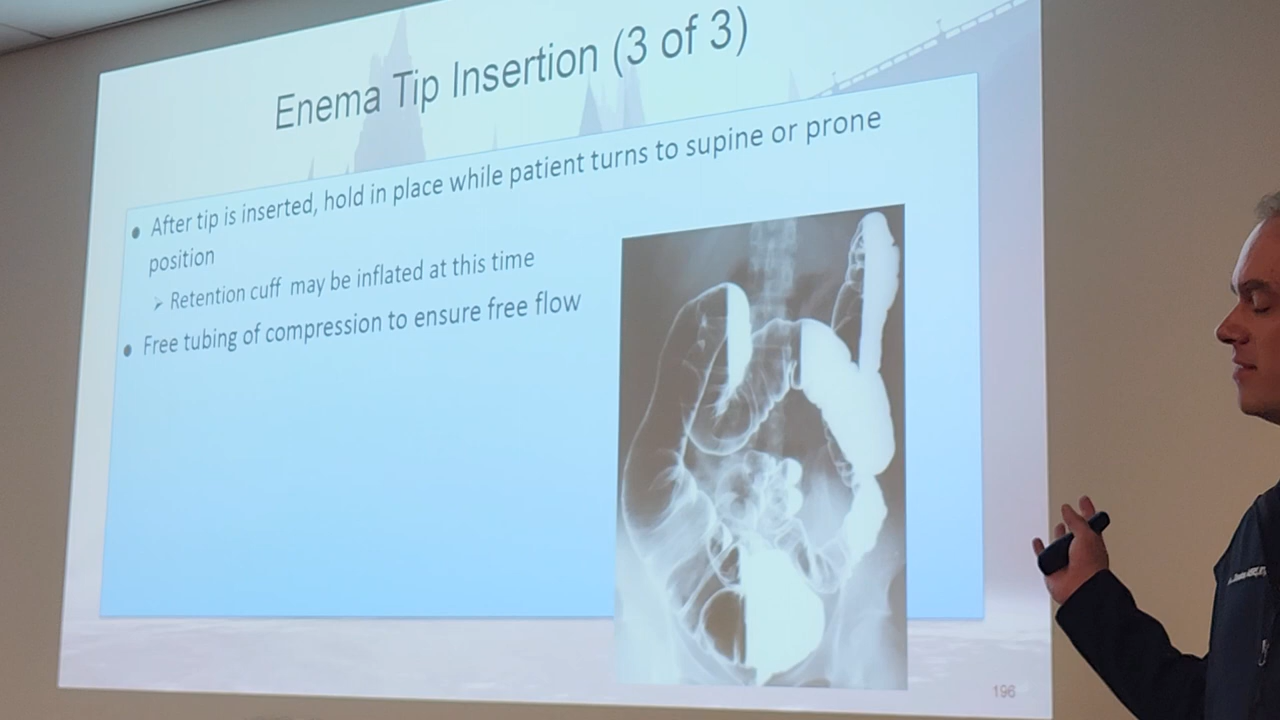 Enema Tip Insertion (3 of 3)
• After tip is inserted, hold in place while patient turns to supine or prone
position
➢ Retention cuff may be inflated at this time
• Free tubing of compression to ensure free flow
196